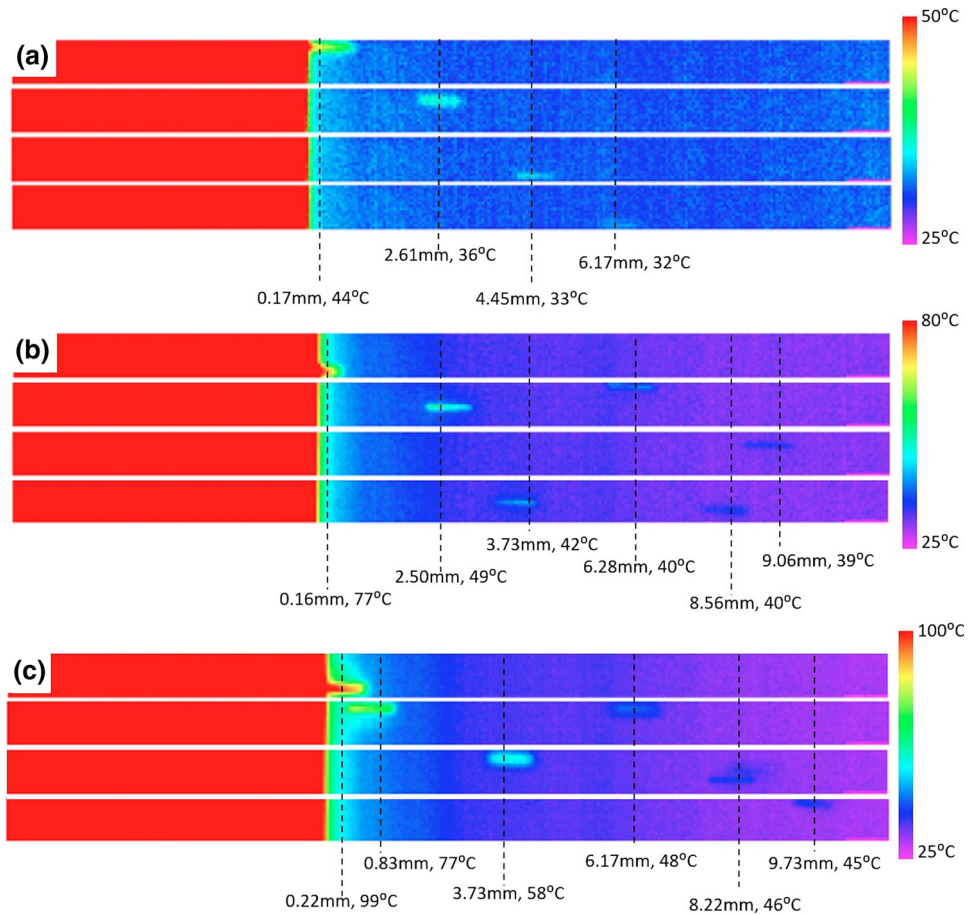 (a)
50°C
25°C
2.61mm, 36°C
6.17mm, 32°C
0.17mm, 44°C
4.45mm, 33°C
(b)
80°C
25°C
3.73mm, 42°C
9.06mm, 39°C
6.28mm, 40°C
2.50mm, 49°C
0.16mm, 77°C
8.56mm, 40°C
(c)
100°C
25°C
0.83mm, 77°C
6.17mm, 48°C
9.73mm, 45°C
0.22mm, 99°C
3.73mm, 58°C
8.22mm, 46°C